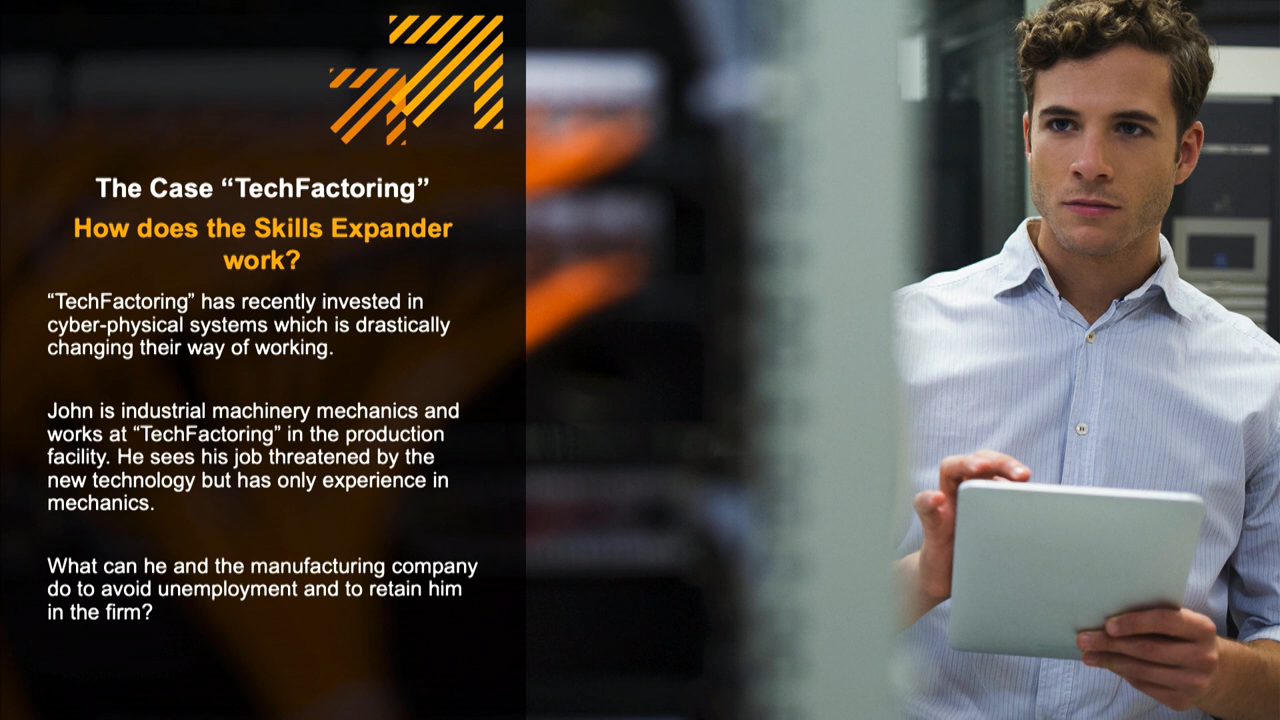 The Case “TechFactoring”
How does the Skills Expander
work?
“TechFactoring” has recently invested in
cyber-physical systems which is drastically
changing their way of working.
John is industrial machinery mechanics and
works at “TechFactoring” in the production
facility. He sees his job threatened by the
new technology but has only experience in
mechanics.
What can he and the manufacturing company
do to avoid unemployment and to retain him
in the firm?